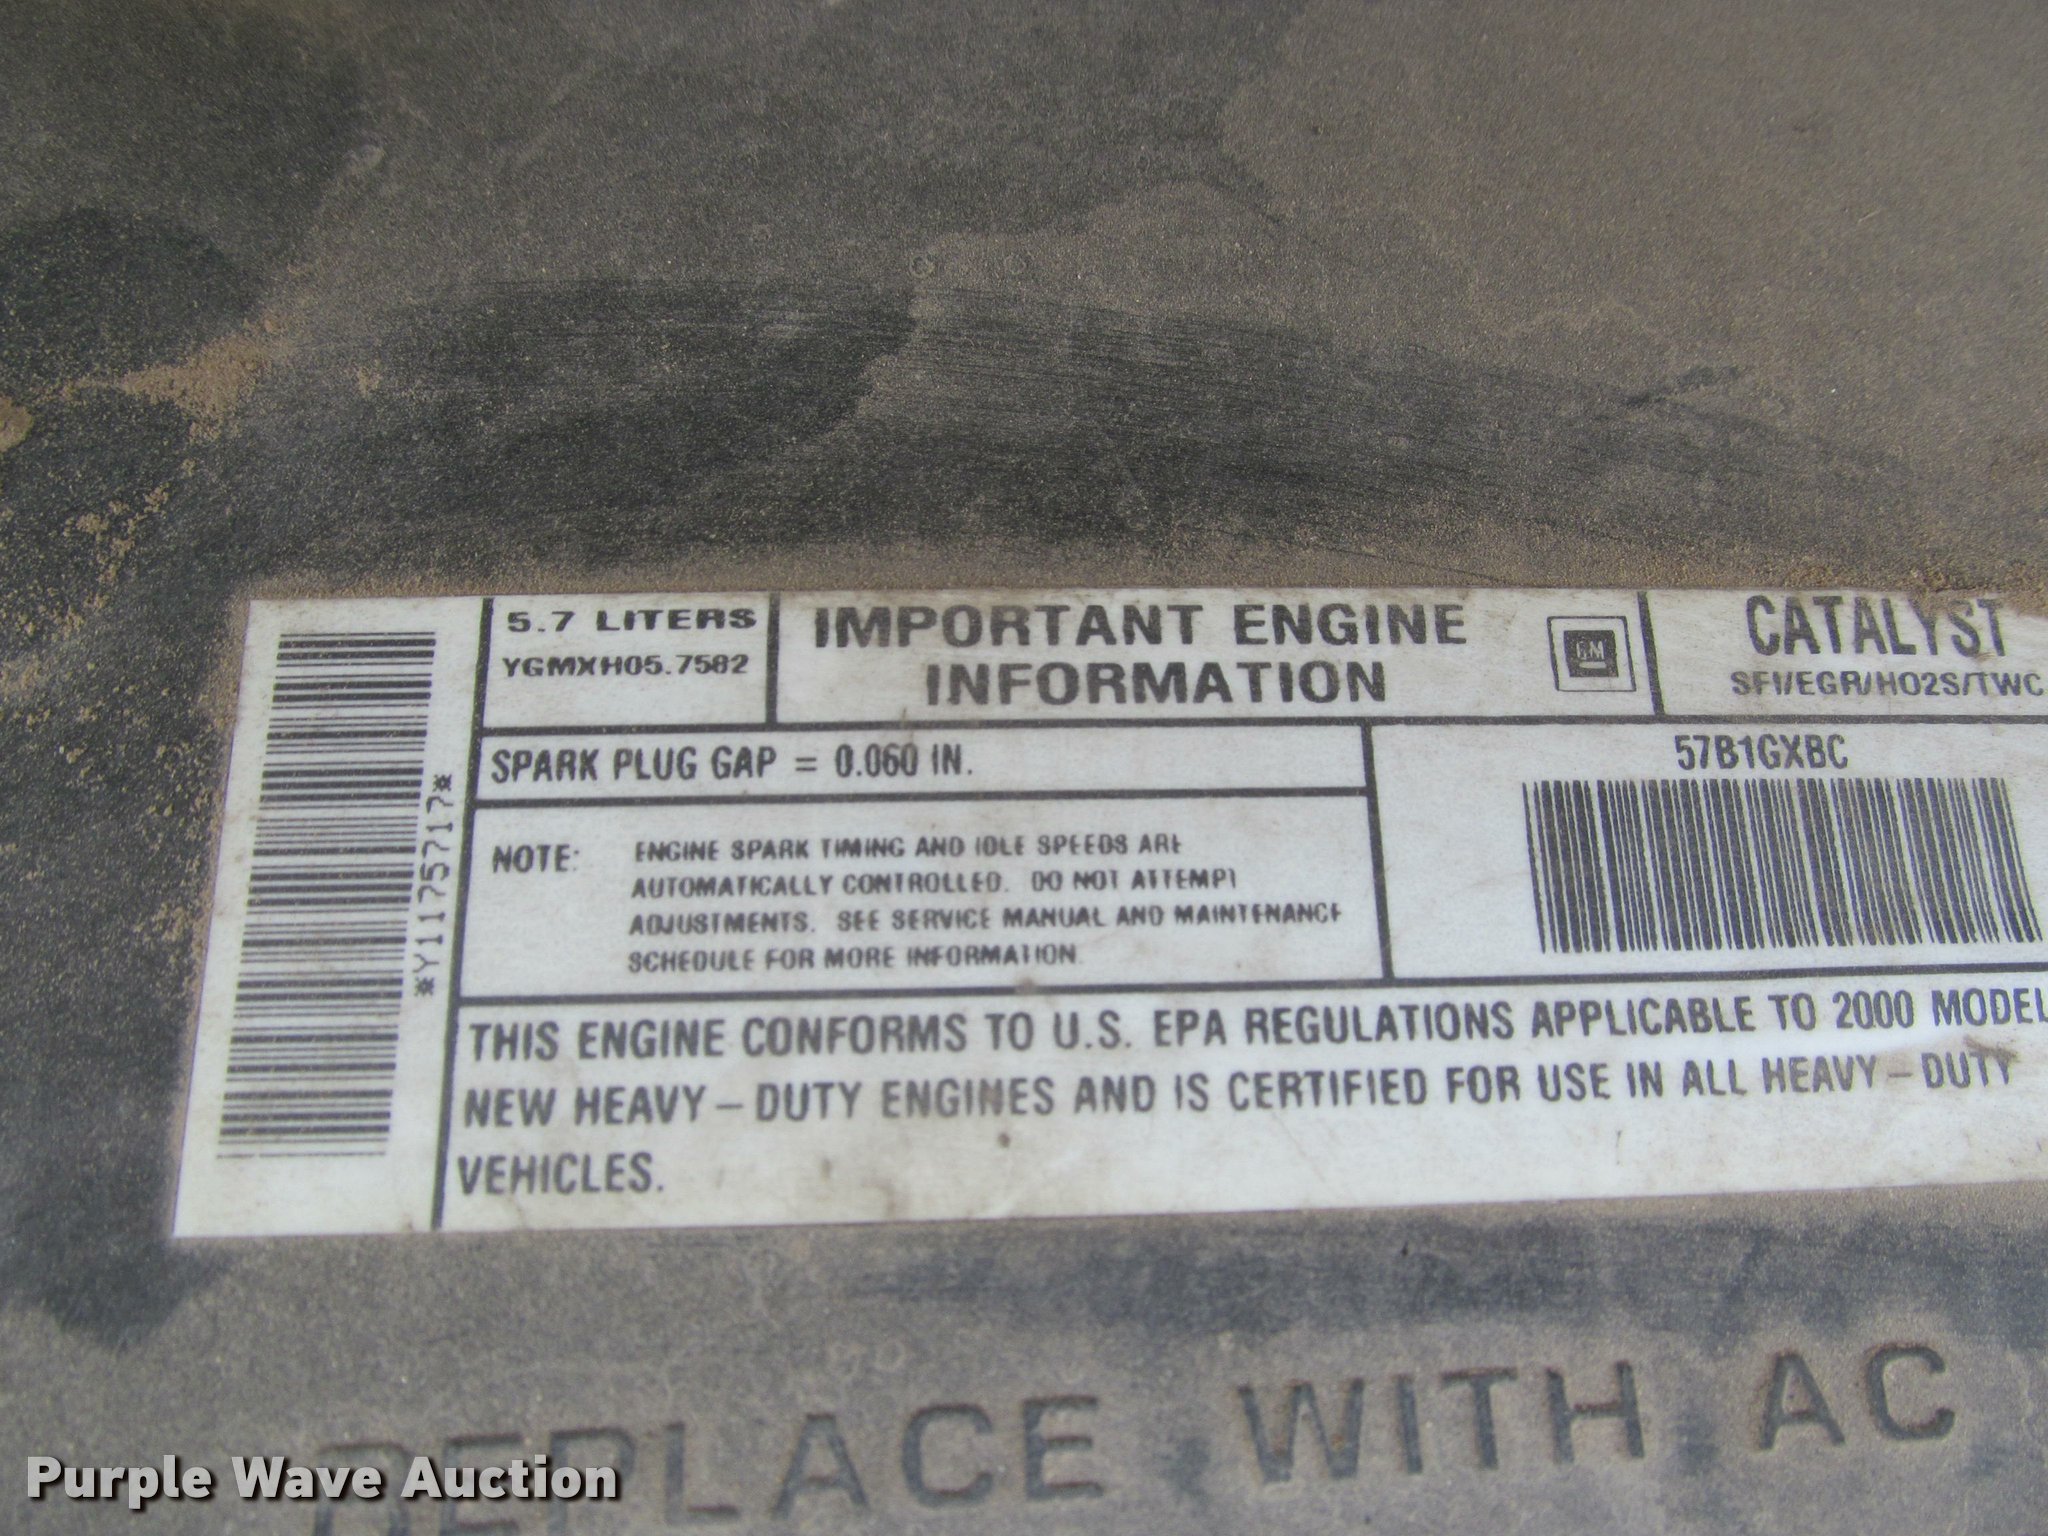 5.7 LITERS
YGMXH05.7582
IMPORTANT ENGINE
INFORMATION
GM
CATALYST
SFI/EGR/HO2S/TWC
SPARK PLUG GAP = 0.060 IN.
57B1GXBC
NOTE: ENGINE SPARK TIMING AND IDLE SPEEDS ARE
AUTOMATICALLY CONTROLLED. DO NOT ATTEMPT
ADJUSTMENTS. SEE SERVICE MANUAL AND MAINTENANCE
SCHEDULE FOR MORE INFORMATION.
*Y1175717*
THIS ENGINE CONFORMS TO U.S. EPA REGULATIONS APPLICABLE TO 2000 MODEL
NEW HEAVY-DUTY ENGINES AND IS CERTIFIED FOR USE IN ALL HEAVY-DUTY
VEHICLES.
REPLACE WITH AC
Purple Wave Auction